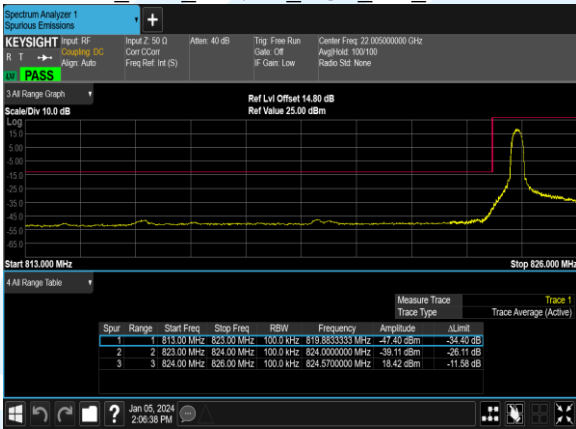 Spectrum Analyzer 1
Spurious Emissions
KEYSIGHT Input: RF Input Z: 50 Ω Atten: 40 dB Trig: Free Run Center Freq: 22.005000000 GHz
R T Coupling: DC Corr CCorr Gate: Off Avg|Hold: 100/100
Align: Auto Freq Ref: Int (S) IF Gain: Low Radio Std: None
LV PASS
3 All Range Graph
Ref Lvl Offset 14.80 dB
Scale/Div 10.0 dB Ref Value 25.00 dBm
Log
15.0
5.00
-15.0
-25.0
-35.0
-45.0
-55.0
-65.0
Start 813.000 MHz Stop 826.000 MHz
4 All Range Table
Measure Trace Trace 1
Trace Type Trace Average (Active)
Spur Range Start Freq Stop Freq RBW Frequency Amplitude ΔLimit
1 1 813.00 MHz 823.00 MHz 100.0 kHz 819.8833333 MHz -47.40 dBm -34.40 dB
2 2 823.00 MHz 824.00 MHz 100.0 kHz 824.0000000 MHz -39.11 dBm -26.11 dB
3 3 824.00 MHz 826.00 MHz 100.0 kHz 824.5700000 MHz 18.42 dBm -11.58 dB
Jan 05, 2024
2:06:38 PM